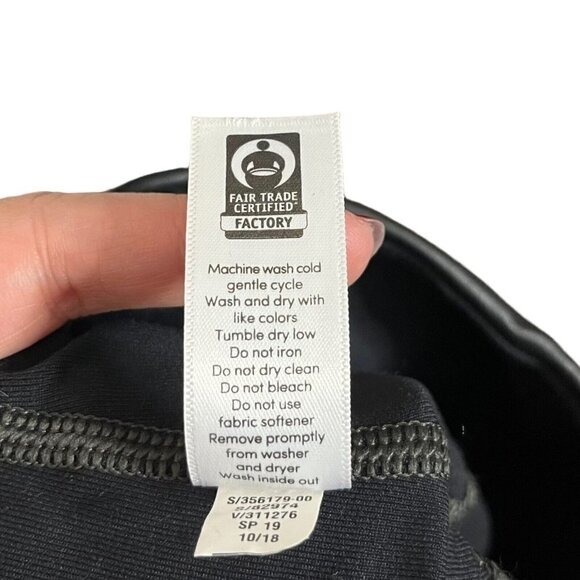 FAIR TRADE
CERTIFIED™
FACTORY
Machine wash cold
gentle cycle
Wash and dry with
like colors
Tumble dry low
Do not iron
Do not dry clean
Do not bleach
Do not use
fabric softener
Remove promptly
from washer
and dryer
Wash inside out
S/356179-00
S/82974
V/311276
SP 19
10/18